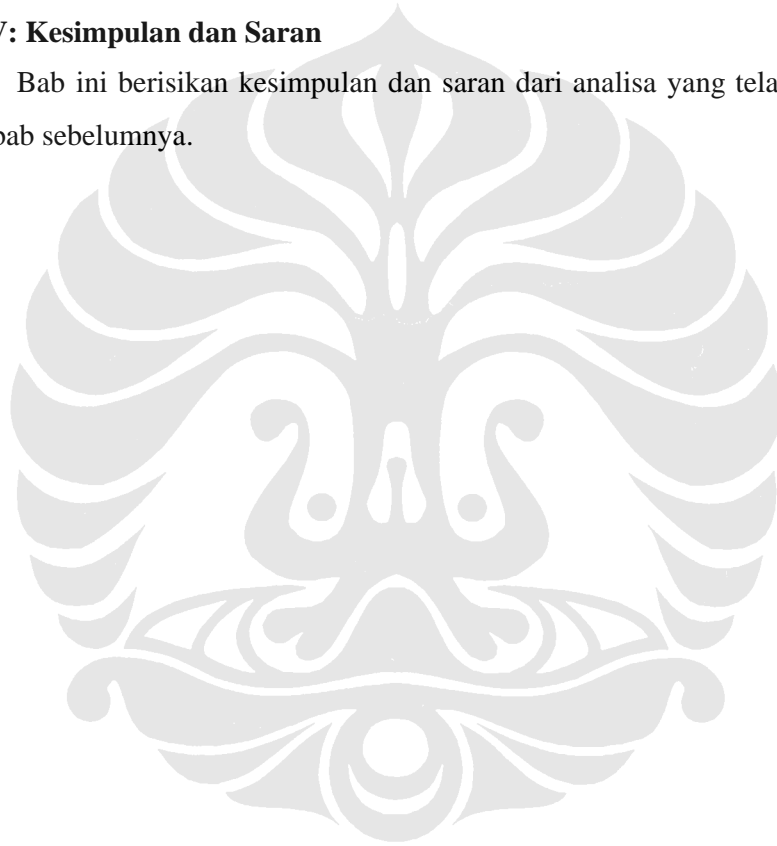 V: Kesimpulan dan Saran
Bab ini berisikan kesimpulan dan saran dari analisa yang tela
bab sebelumnya.